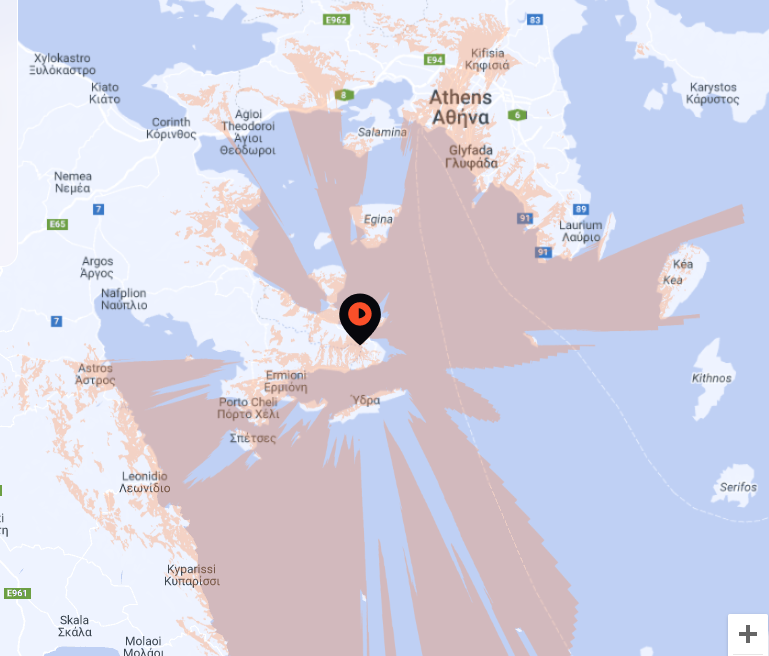 E962
83
Kifisia
Κηφισιά
Xylokastro
Ξυλόκαστρο
E94
Kiato
Κιάτο
8
Athens
Αθήνα
Karystos
Κάρυστος
Agioi
Theodoroi
Άγιοι
Θεόδωροι
Corinth
Κόρινθος
6
Salamina
Glyfada
Γλυφάδα
Nemea
Νεμέα
7
E65
Egina
91
89
Laurium
Λαύριο
91
Argos
Άργος
Κέα
Kea
Nafplion
Ναύπλιο
7
Astros
Άστρος
Ermioni
Ερμιόνη
Kithnos
Porto Cheli
Πόρτο Χέλι
Ύδρα
Σπέτσες
Leonidio
Λεωνίδιο
Serifos
Kyparissi
Κυπαρίσσι
E961
Skala
Σκάλα
Molaoi
Μολάοι